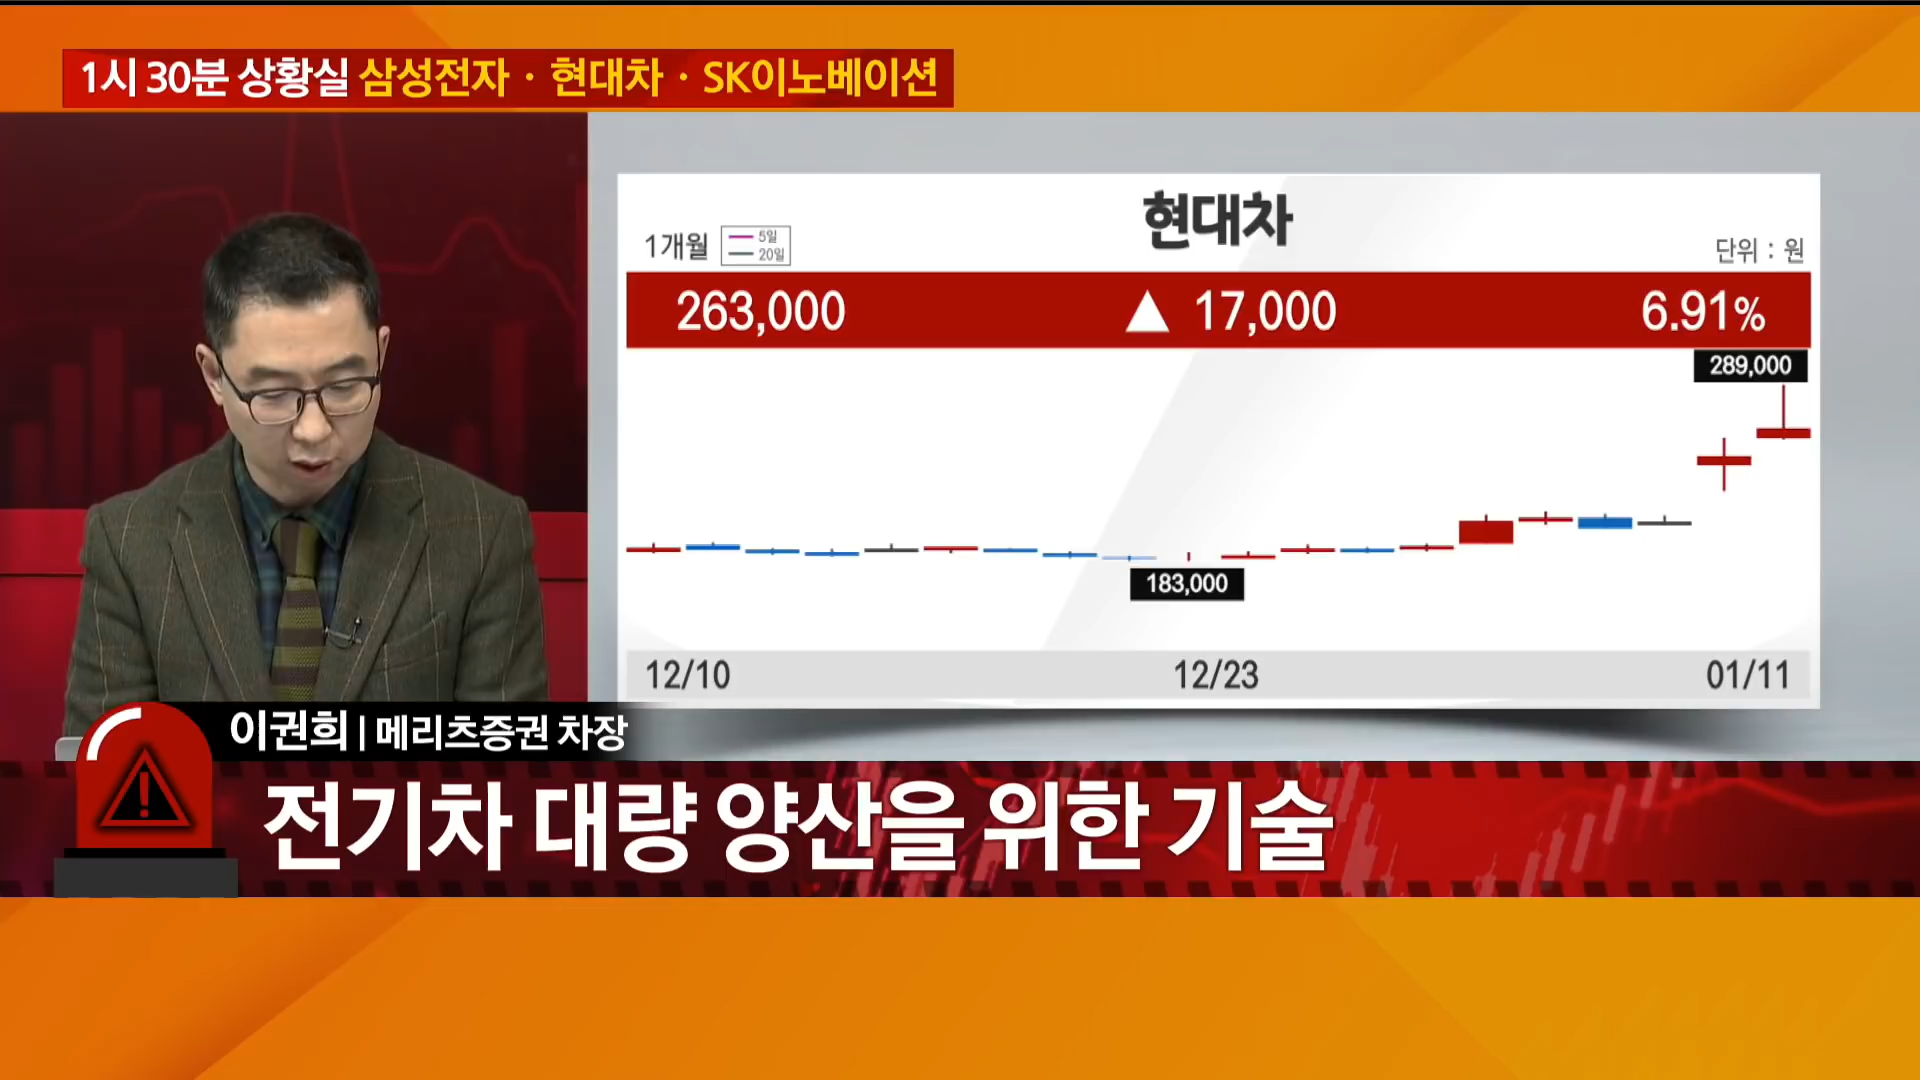 1시 30분 상황실 삼성전자 · 현대차 · SK이노베이션
현대차
1개월
5일
20일
단위 : 원
263,000 ▲ 17,000 6.91%
289,000
183,000
12/10 12/23 01/11
이권희 | 메리츠증권 차장
전기차 대량 양산을 위한 기술